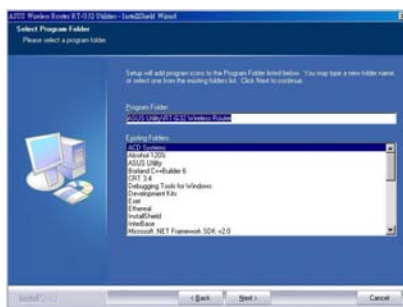 ASUS Wireless Router RT-G32 Utilities - InstallShield Wizard
Select Program Folder
Please select a program folder.
Setup will add program icons to the Program Folder listed below. You may type a new folder name, or select one from the existing folders list. Click Next to continue.
Program Folder:
ASUS Utility\RT-G32 Wireless Router
Existing Folders:
ACD Systems
Alcohol 120%
ASUS Utility
Borland C++Builder 6
CRT 3.4
Debugging Tools for Windows
Development Kits
Eset
Ethereal
InstallShield
InterBase
Microsoft .NET Framework SDK v2.0
InstallShield
< Back
Next >
Cancel